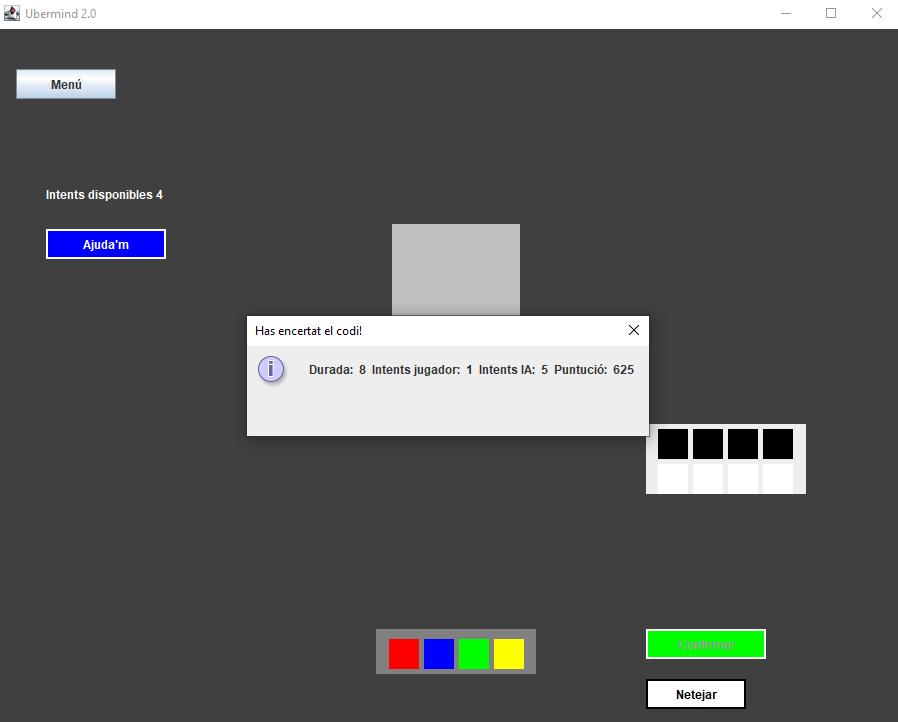 Ubermind 2.0
Menú
Intents disponibles 4
Ajuda'm
Has encertat el codi!
Durada: 8 Intents jugador: 1 Intents IA: 5 Puntució: 625
Confirmar
Netejar